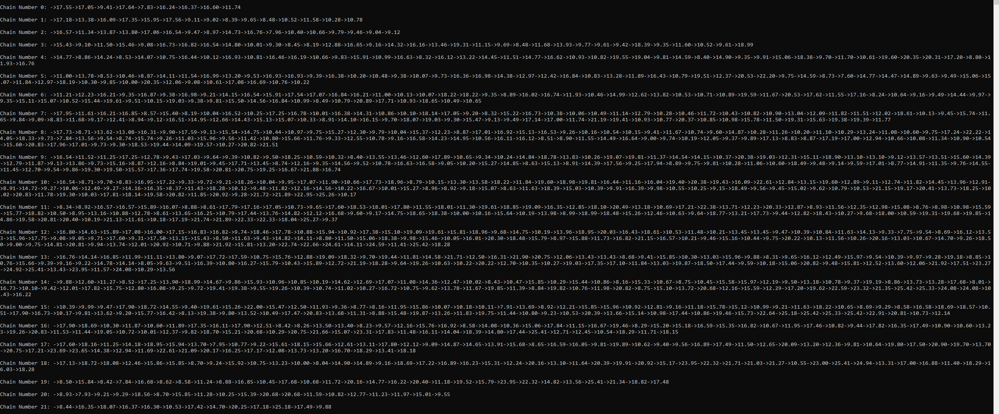 Chain Number 0: ->17.55->17.05->9.41->17.64->7.83->16.24->16.37->16.60->11.74
Chain Number 1: ->17.18->13.38->16.09->17.35->15.95->17.56->9.11->9.02->8.39->9.65->8.48->10.52->11.58->10.28->10.78
Chain Number 2: ->16.57->11.34->13.87->13.80->17.06->16.54->9.47->8.97->14.73->16.76->7.96->10.40->10.66->9.79->9.46->9.04->9.12
Chain Number 3: ->15.43->9.10->11.50->15.46->9.08->16.73->16.82->16.54->14.80->10.01->9.30->8.45->8.19->12.88->16.65->9.16->14.32->16.16->13.46->19.31->11.15->9.69->8.48->11.68->13.93->9.77->9.61->9.42->18.39->9.35->11.60->10.52->9.61->18.99
Chain Number 4: ->14.77->8.86->14.24->8.53->14.07->10.75->16.44->10.12->16.93->10.81->16.46->16.19->10.66->9.83->15.91->10.99->16.63->8.32->16.12->13.22->14.45->11.51->14.77->16.62->10.93->10.82->19.55->19.04->9.81->14.59->8.40->14.90->9.35->9.91->15.06->18.38->9.70->11.70->10.61->19.60->20.35->20.31->17.20->8.80->1
1.93->16.76
Chain Number 5: ->11.00->13.78->8.53->10.46->8.87->14.11->11.54->16.99->13.20->9.53->16.93->16.93->9.39->16.38->10.20->10.48->9.38->10.07->9.73->16.36->16.98->14.38->12.97->12.42->16.84->10.83->13.28->11.89->16.43->10.79->19.51->12.37->20.53->22.20->9.75->14.59->8.73->7.60->14.77->14.47->14.89->9.63->9.49->15.06->15
.07->11.84->12.97->18.19->10.30->9.85->10.00->20.35->12.06->9.08->10.61->17.08->16.69->10.76->10.22
Chain Number 6: ->11.21->12.23->16.21->9.35->16.87->9.38->16.98->9.21->14.15->16.54->15.91->17.54->17.07->16.84->16.21->11.00->10.13->10.07->18.22->18.22->9.35->8.89->16.02->16.74->11.93->10.46->14.99->12.62->13.82->10.53->10.71->10.89->19.59->11.67->20.53->17.62->11.55->17.16->8.24->10.64->9.16->9.49->14.44->9.97->
9.35->15.11->15.07->10.52->15.44->19.61->9.51->10.15->19.03->9.38->9.81->15.50->14.56->16.84->10.99->8.49->10.79->20.89->17.71->10.93->18.65->10.49->10.65
Chain Number 7: ->17.95->11.61->16.21->16.85->8.57->15.40->8.19->10.04->16.52->10.25->17.25->16.78->10.01->16.38->14.31->10.86->10.10->18.14->17.05->9.20->8.32->15.22->16.73->10.38->10.06->10.49->11.14->12.79->10.28->10.46->11.72->10.43->10.82->10.90->13.04->12.09->11.82->11.51->12.02->18.61->10.13->9.45->15.74->11.
65->9.84->9.09->8.83->11.68->9.17->12.41->8.94->9.12->16.51->14.95->12.66->14.43->15.13->15.07->10.33->8.91->14.10->16.15->9.70->18.07->19.03->9.30->15.47->9.13->9.49->17.14->17.00->11.74->21.19->19.41->10.93->10.77->20.37->10.85->10.98->15.78->11.50->19.31->15.63->19.38->19.39->11.77
Chain Number 8: ->17.73->8.71->13.62->13.08->16.31->9.90->17.59->9.13->15.54->14.75->10.44->10.97->9.75->15.27->12.30->9.79->10.04->15.37->12.23->8.87->17.01->16.92->15.13->16.53->9.26->10.16->10.54->10.15->9.41->11.67->10.74->9.60->14.87->10.28->11.26->10.20->11.10->10.29->13.24->11.08->10.60->9.75->17.24->22.22->1
4.05->18.33->9.73->7.84->13.56->9.54->8.74->15.74->9.26->11.03->15.96->9.56->11.42->10.80->15.66->11.76->9.33->12.55->10.78->9.16->16.58->14.23->14.95->10.56->16.11->16.12->8.51->8.90->11.55->14.49->16.64->9.00->9.74->10.19->12.05->9.37->9.89->17.13->8.83->8.87->17.19->17.00->12.94->10.66->10.08->11.34->10.90->10.54
->15.60->20.83->17.96->17.01->9.73->9.30->18.53->19.44->14.09->19.57->10.27->20.82->21.51
Chain Number 9: ->16.54->11.52->11.25->17.25->12.78->9.43->17.03->9.64->9.39->10.82->9.50->18.25->10.59->10.32->8.40->13.55->13.46->12.60->17.89->10.65->9.34->10.24->14.84->18.78->13.83->10.26->19.07->19.81->11.37->14.54->14.15->10.37->20.38->19.03->12.31->15.11->18.90->13.10->13.10->9.12->13.57->13.51->15.60->14.39
->12.79->11.87->9.13->13.86->9.73->15.16->8.87->12.16->8.84->19.01->9.45->17.71->13.45->8.74->12.16->9.35->14.56->9.52->10.78->16.63->16.58->9.05->10.20->15.27->14.85->8.63->15.13->8.91->14.39->17.56->9.25->17.94->8.89->9.75->9.81->10.28->11.06->10.60->18.49->9.48->9.14->9.59->17.01->8.77->14.91->11.35->9.76->14.55-
>11.45->12.70->9.54->9.86->19.30->19.50->15.57->17.36->17.74->19.58->20.81->20.75->19.25->16.67->21.88->16.74
Chain Number 10: ->16.54->8.71->9.70->8.83->16.95->17.22->9.33->9.72->9.21->18.26->10.04->9.95->17.07->11.90->10.66->17.73->18.96->8.79->10.15->13.30->13.58->18.22->11.84->19.60->18.98->19.81->16.44->11.16->16.04->19.40->20.38->19.43->16.09->22.61->12.84->13.15->19.60->12.89->9.11->12.74->11.82->14.45->13.96->12.91-
>8.91->14.72->9.27->10.06->12.49->9.27->14.16->16.35->8.37->11.43->18.28->10.12->9.48->11.82->12.16->14.56->10.22->16.67->10.01->15.27->8.96->8.92->9.18->15.07->8.63->11.63->18.39->15.03->10.39->9.91->16.39->9.98->10.55->10.25->9.15->18.49->9.56->9.45->15.02->9.62->10.79->10.53->21.15->19.17->20.41->13.73->18.25->10
.02->20.83->11.78->19.30->10.03->17.81->18.14->19.58->20.82->11.85->20.92->9.28->21.72->21.89->22.95->25.26->10.17
Chain Number 11: ->8.34->8.92->16.57->16.57->15.89->16.07->8.88->8.61->17.79->17.16->17.05->10.73->9.65->17.60->18.53->18.01->17.80->11.55->18.01->11.30->19.61->18.85->19.09->16.35->12.85->18.10->20.49->13.18->10.69->17.21->22.38->13.71->12.23->20.33->12.87->8.93->11.56->12.35->12.98->15.08->8.76->8.98->10.98->15.59
->15.77->18.82->10.50->8.95->13.16->10.88->12.78->8.61->13.65->16.25->10.79->17.44->13.76->14.82->12.12->16.68->9.60->9.17->14.75->18.65->18.38->10.00->10.16->15.64->10.19->13.98->8.99->18.99->18.48->15.26->12.46->10.63->9.64->18.77->13.21->17.73->9.44->12.82->18.43->10.27->9.68->18.00->10.59->19.31->19.68->19.85->1
4.86->19.58->20.81->20.40->10.19->21.13->11.61->10.18->17.19->21.74->21.89->22.33->22.33->18.04->25.27->9.37
Chain Number 12: ->16.80->14.63->15.89->17.08->16.00->17.15->16.83->16.82->9.74->18.46->17.78->10.88->15.94->10.92->17.38->15.10->19.09->19.61->15.81->18.96->9.68->14.75->10.19->13.96->18.95->20.03->16.43->18.61->10.53->11.48->10.21->13.45->13.45->9.47->10.39->10.84->11.63->14.13->9.33->7.75->9.54->8.69->16.12->13.5
3->15.96->17.75->9.08->9.05->9.71->17.60->9.31->17.50->13.15->15.43->8.50->11.63->9.43->14.82->14.11->8.80->11.50->15.06->18.38->9.98->15.46->10.05->16.01->20.30->18.48->15.79->8.97->15.88->11.73->16.82->21.15->16.57->10.21->9.46->15.16->10.44->9.75->20.22->10.13->11.56->10.26->20.16->13.03->10.67->14.70->9.26->18.5
0->9.00->9.75->14.81->20.81->9.94->13.74->12.01->20.92->10.71->9.88->21.92->15.81->13.20->22.74->22.66->24.61->14.11->24.59->11.41->25.42->18.28
Chain Number 13: ->16.76->14.14->16.85->11.99->11.11->13.80->9.07->17.72->17.59->10.75->15.76->12.88->19.09->18.32->9.70->19.44->11.81->14.58->21.71->12.50->16.31->21.90->20.75->12.06->13.43->13.43->8.68->9.41->15.85->10.30->13.03->15.96->9.88->8.31->9.65->16.12->12.49->15.97->9.54->10.39->9.97->9.28->19.18->8.85->1
0.76->15.66->9.39->9.16->9.22->14.78->14.14->8.05->9.63->9.51->16.39->10.80->16.27->15.79->10.43->15.89->12.72->21.19->18.28->9.64->19.26->10.63->10.22->20.22->12.70->10.35->10.27->19.03->17.35->17.10->11.84->13.03->19.87->18.50->17.44->9.59->10.18->15.06->20.82->9.48->15.81->12.52->13.60->12.06->21.92->17.51->23.27
->24.92->25.41->13.43->23.95->11.57->24.08->10.29->13.56
Chain Number 14: ->9.88->12.60->11.27->8.52->17.25->13.90->18.99->14.67->9.86->15.93->10.96->10.85->10.19->14.62->12.69->17.07->11.08->14.36->12.47->10.02->8.43->10.47->15.85->10.29->15.44->10.86->8.16->15.33->10.67->8.75->10.45->15.58->15.97->12.19->9.50->13.18->10.78->9.37->19.19->8.86->13.73->13.28->17.68->8.01->
16.73->10.10->9.42->12.01->17.82->15.75->12.80->16.08->9.25->9.72->19.41->19.38->9.55->19.26->10.39->10.74->11.02->10.27->16.72->10.75->9.62->13.78->11.67->19.85->11.39->8.84->19.82->10.76->11.98->20.82->8.75->15.10->13.72->20.68->12.16->15.59->12.29->17.20->19.62->22.59->23.32->21.35->25.42->25.33->24.08->24.08->10
.43->16.22
Chain Number 15: ->10.39->9.99->9.47->17.90->18.72->14.55->9.40->19.61->15.26->22.00->15.47->12.50->11.93->9.36->8.77->8.16->11.95->15.86->10.07->10.18->10.11->7.91->13.69->8.92->12.21->15.85->15.96->10.92->12.81->9.16->11.18->15.78->15.12->10.99->9.21->11.63->18.22->10.65->8.69->9.29->8.58->16.58->18.69->18.57->10.
51->17.90->16.73->10.17->9.81->13.62->9.20->15.77->16.42->8.13->19.38->9.80->13.52->10.49->17.47->20.83->13.68->11.31->8.88->15.48->19.87->13.26->11.83->19.75->11.44->10.80->9.23->10.53->20.39->13.66->15.14->10.98->17.44->10.86->19.46->15.73->22.64->25.18->25.42->25.33->25.42->22.91->20.81->10.73->12.14
Chain Number 16: ->17.90->18.69->10.30->11.87->10.60->11.89->17.35->16.11->17.90->12.51->8.42->8.26->13.50->13.40->8.23->9.57->12.16->15.76->16.92->8.58->14.08->10.36->15.06->17.84->11.15->16.67->19.46->8.29->15.20->15.18->16.59->15.35->16.82->10.67->11.95->17.46->10.82->9.44->17.82->16.35->17.49->10.90->10.60->13.2
3->19.26->20.83->11.53->11.44->19.05->10.72->10.01->12.37->9.82->18.70->15.21->20.68->10.29->20.75->21.66->15.07->23.31->17.83->11.48->16.11->14.04->18.39->14.80->17.44->25.41->12.71->12.45->10.54->18.29->11.71->18.15
Chain Number 17: ->17.60->18.16->11.25->14.18->18.95->15.94->13.70->7.95->10.77->9.22->15.61->18.15->15.66->12.61->13.11->17.80->12.12->9.09->14.87->14.65->13.91->15.68->8.65->16.59->16.05->9.81->19.89->10.62->9.40->9.56->16.89->17.49->11.50->12.65->20.09->13.20->12.36->9.81->10.64->19.80->17.50->20.90->19.70->13.70
->20.75->17.21->23.69->23.65->14.38->12.94->11.69->22.61->21.09->20.17->16.25->17.17->12.08->13.73->13.20->16.70->18.29->13.41->18.18
Chain Number 18: ->17.13->18.72->18.08->12.46->15.86->15.85->8.70->9.24->15.92->10.75->13.23->10.00->8.04->14.90->14.89->9.16->18.69->17.22->16.89->16.23->15.31->12.24->20.16->13.10->11.64->20.39->19.91->20.92->15.17->23.95->22.32->21.71->21.03->21.27->10.55->23.00->25.41->24.94->13.31->17.00->16.88->11.40->18.29->1
6.03->18.28
Chain Number 19: ->8.50->15.84->8.42->7.84->16.68->8.62->8.58->11.24->8.88->16.85->10.45->17.68->10.68->11.72->20.16->14.77->16.22->20.40->11.18->19.52->15.79->23.95->22.32->14.82->13.56->25.41->21.34->18.82->17.48
Chain Number 20: ->8.93->7.93->9.21->9.29->18.56->8.70->15.85->11.28->10.25->15.39->20.68->20.68->11.59->10.82->12.77->11.23->11.97->15.01->9.55
Chain Number 21: ->8.44->16.35->18.07->16.37->16.30->10.53->17.42->14.70->20.25->17.18->25.18->17.49->9.88